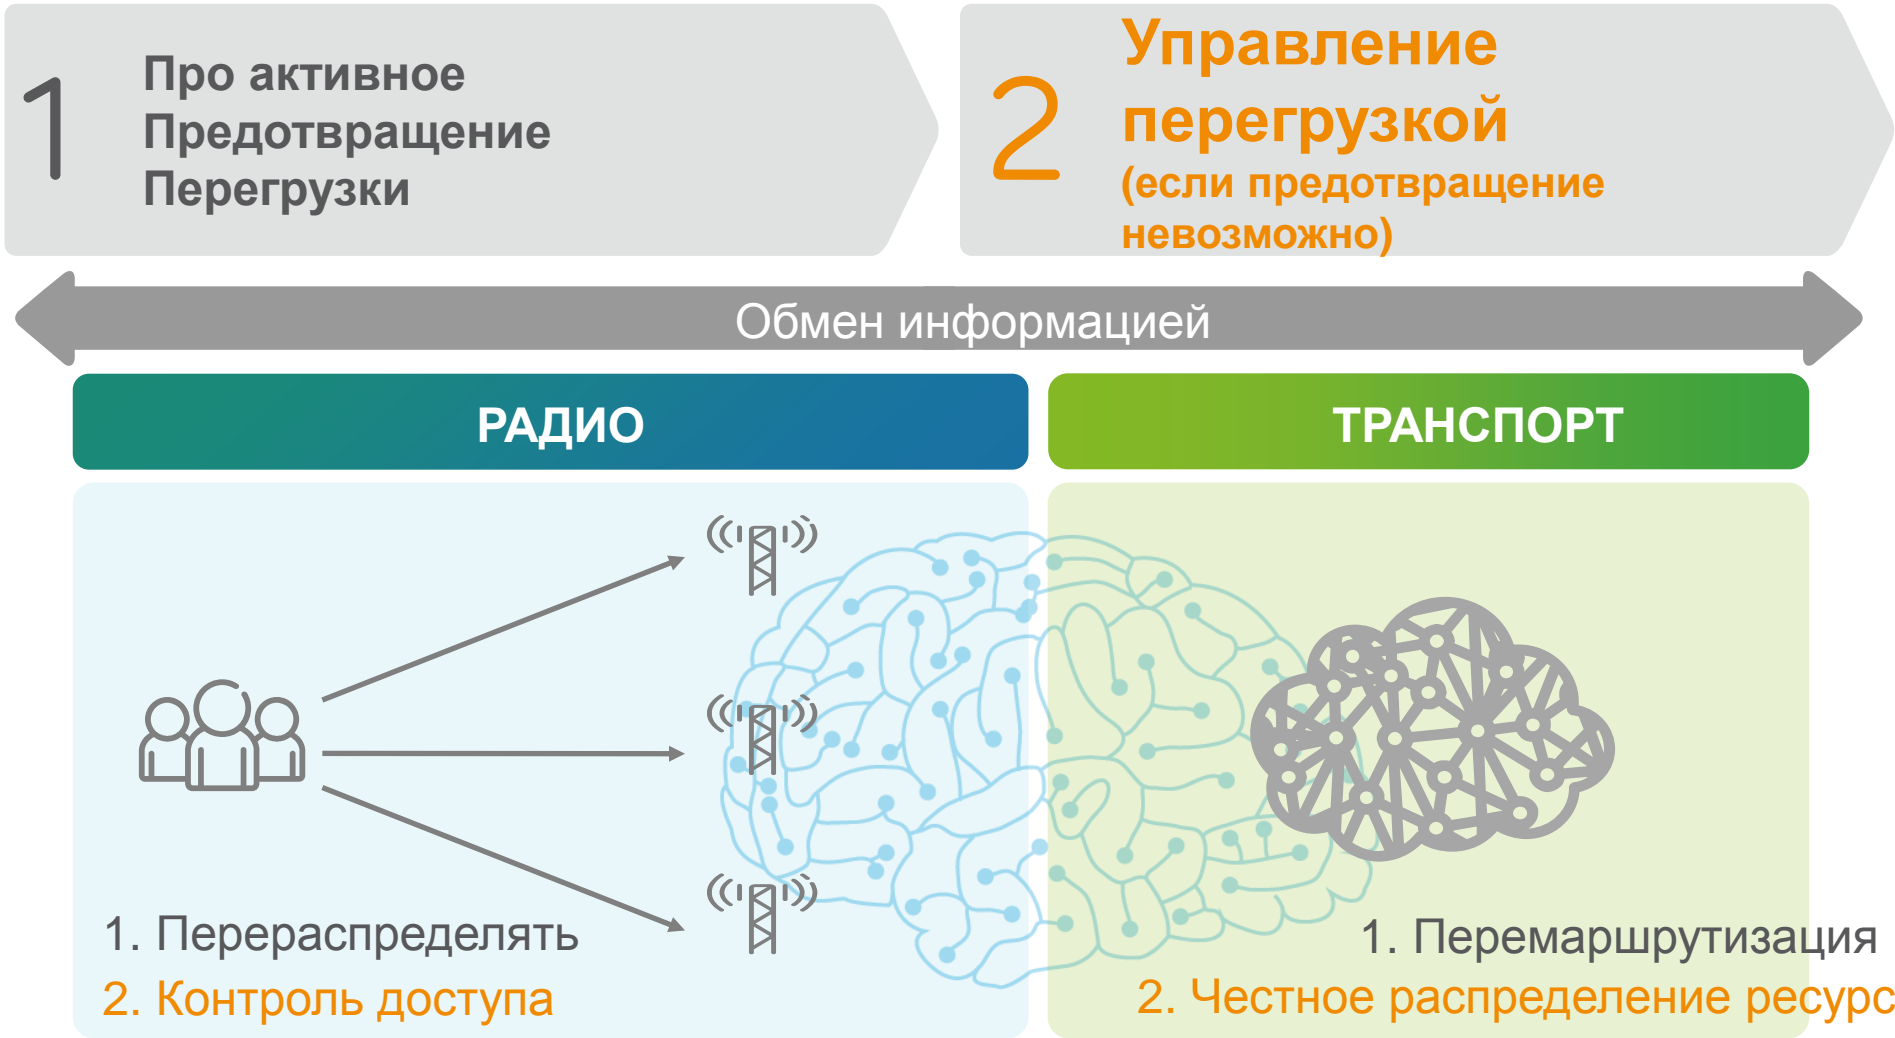 1
Про активное
Предотвращение
Перегрузки
2
Управление
перегрузкой
(если предотвращение
невозможно)
Обмен информацией
РАДИО
ТРАНСПОРТ
1. Перераспределять
2. Контроль доступа
1. Перемаршрутизация
2. Честное распределение ресурс